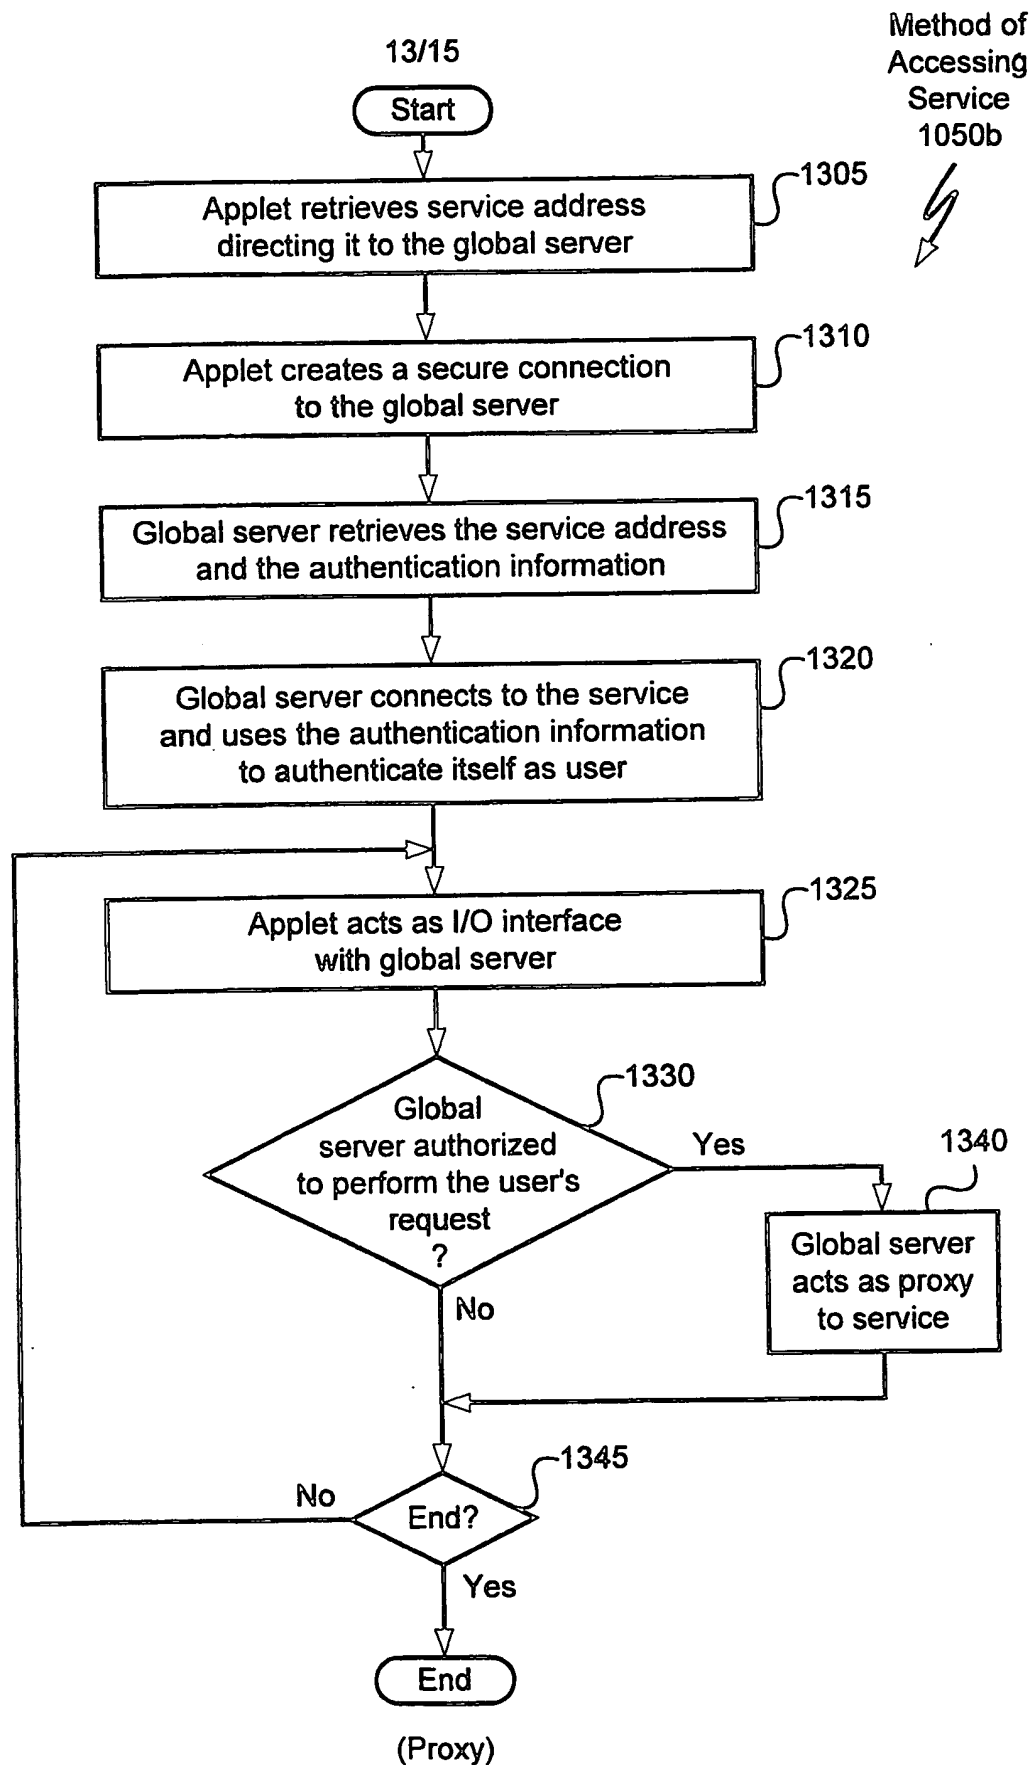 13/15
Method of
Accessing
Service
1050b
Start
1305
Applet retrieves service address
directing it to the global server
1310
Applet creates a secure connection
to the global server
1315
Global server retrieves the service address
and the authentication information
1320
Global server connects to the service
and uses the authentication information
to authenticate itself as user
1325
Applet acts as I/O interface
with global server
1330
Global
server authorized
to perform the user's
request
?
Yes
1340
Global server
acts as proxy
to service
No
1345
No
End?
Yes
End
(Proxy)